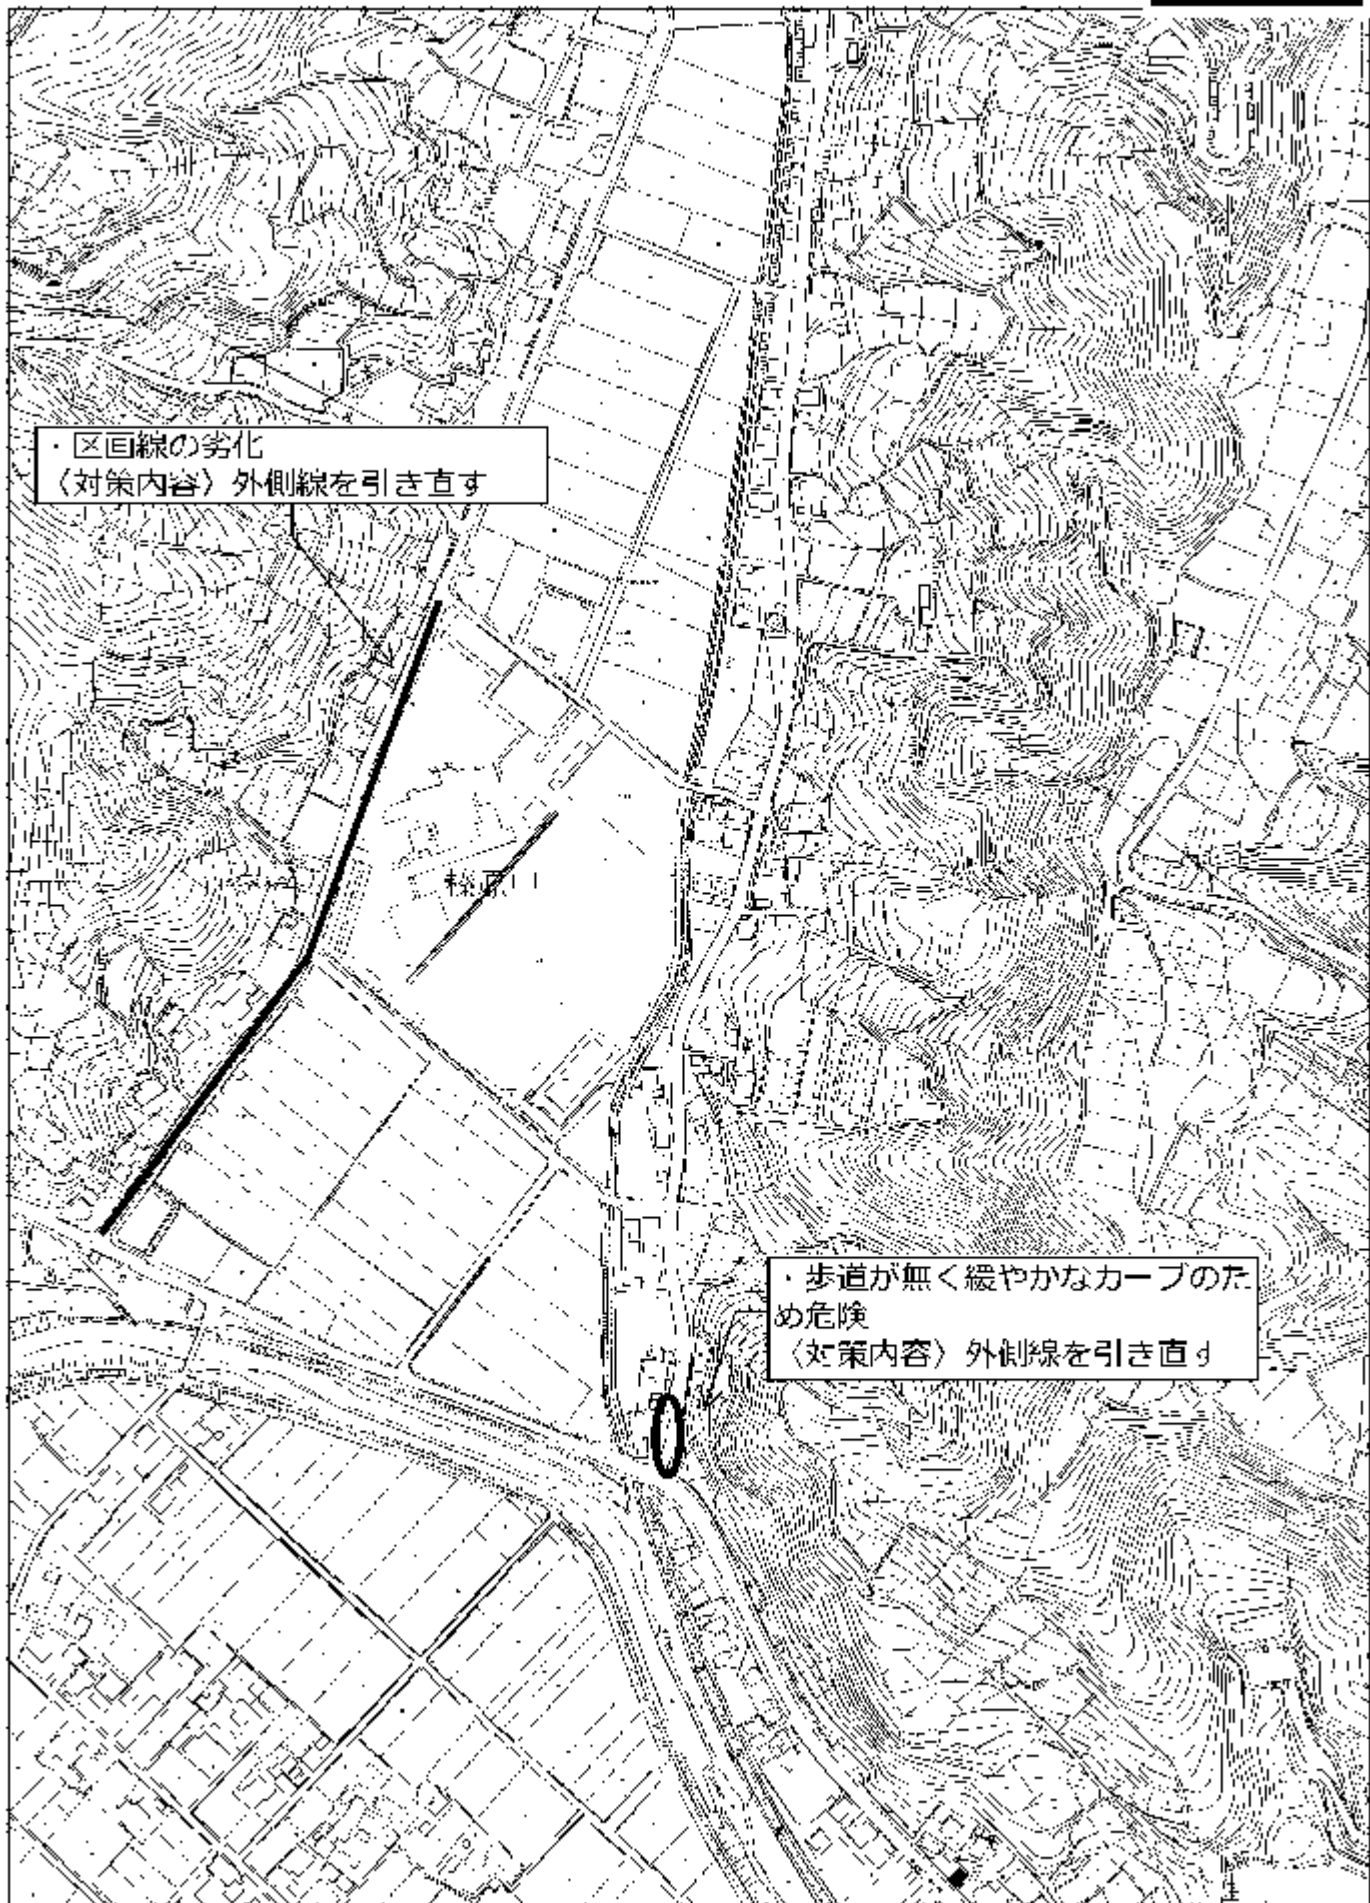 ・区画線の劣化
〈対策内容〉外側線を引き直す
・歩道が無く緩やかなカーブのた
め危険
〈対策内容〉外側線を引き直す